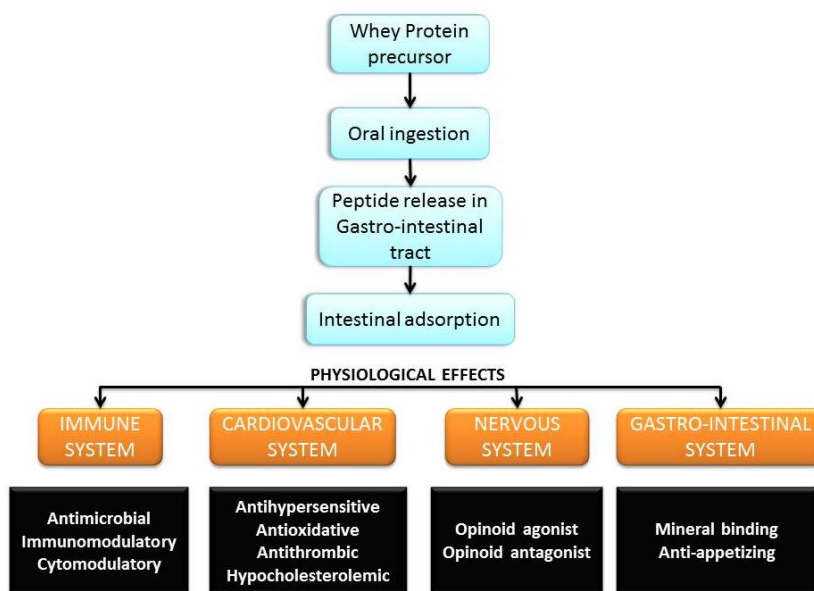 Whey Protein
precursor
Oral ingestion
Peptide release in
Gastro-intestinal
tract
Intestinal adsorption
PHYSIOLOGICAL EFFECTS
IMMUNE
SYSTEM
CARDIOVASCULAR
SYSTEM
NERVOUS
SYSTEM
GASTRO-INTESTINAL
SYSTEM
Antimicrobial
Immunomodulatory
Cytomodulatory
Antihypersensitive
Antioxidative
Antithrombic
Hypocholesterolemic
Opinoid agonist
Opinoid antagonist
Mineral binding
Anti-appetizing